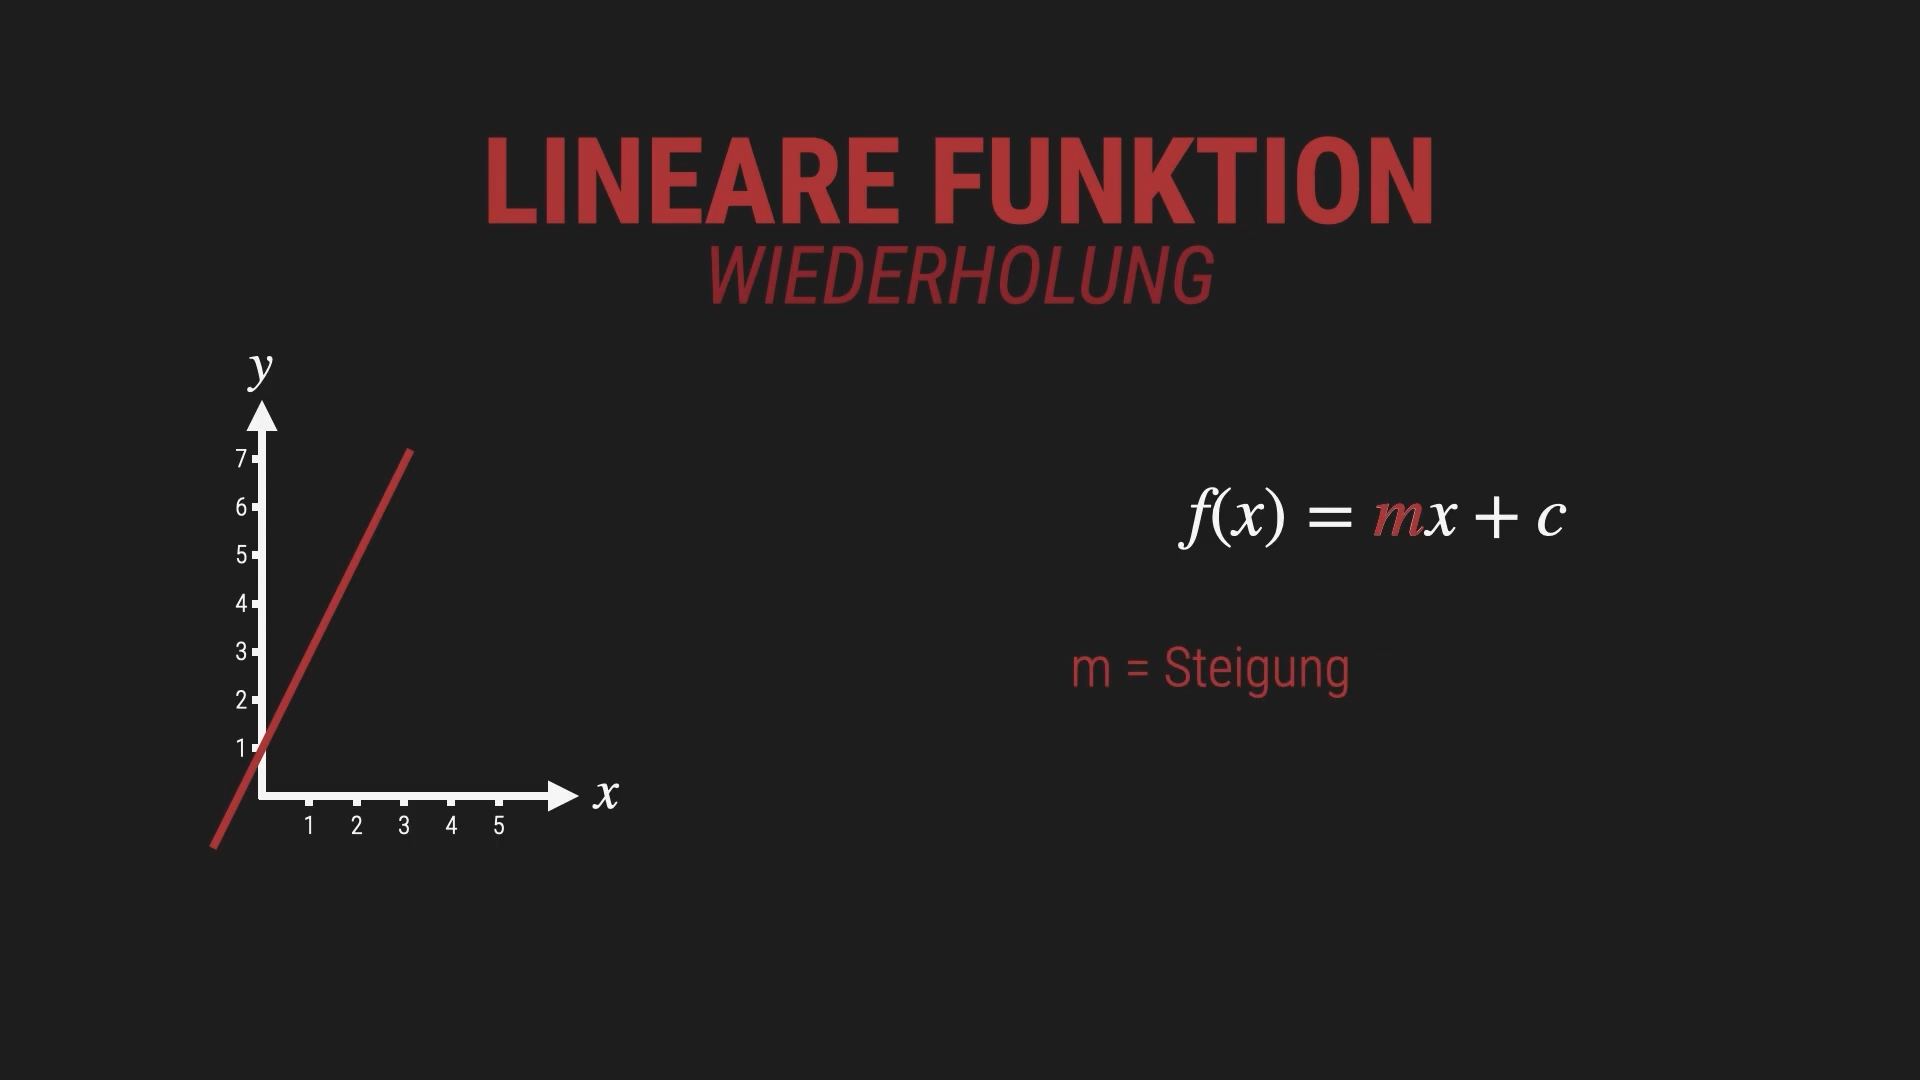 LINEARE FUNKTION
WIEDERHOLUNG
y
7
6
5
4
3
2
1
x
1 2 3 4 5
f(x) = mx + c
m = Steigung